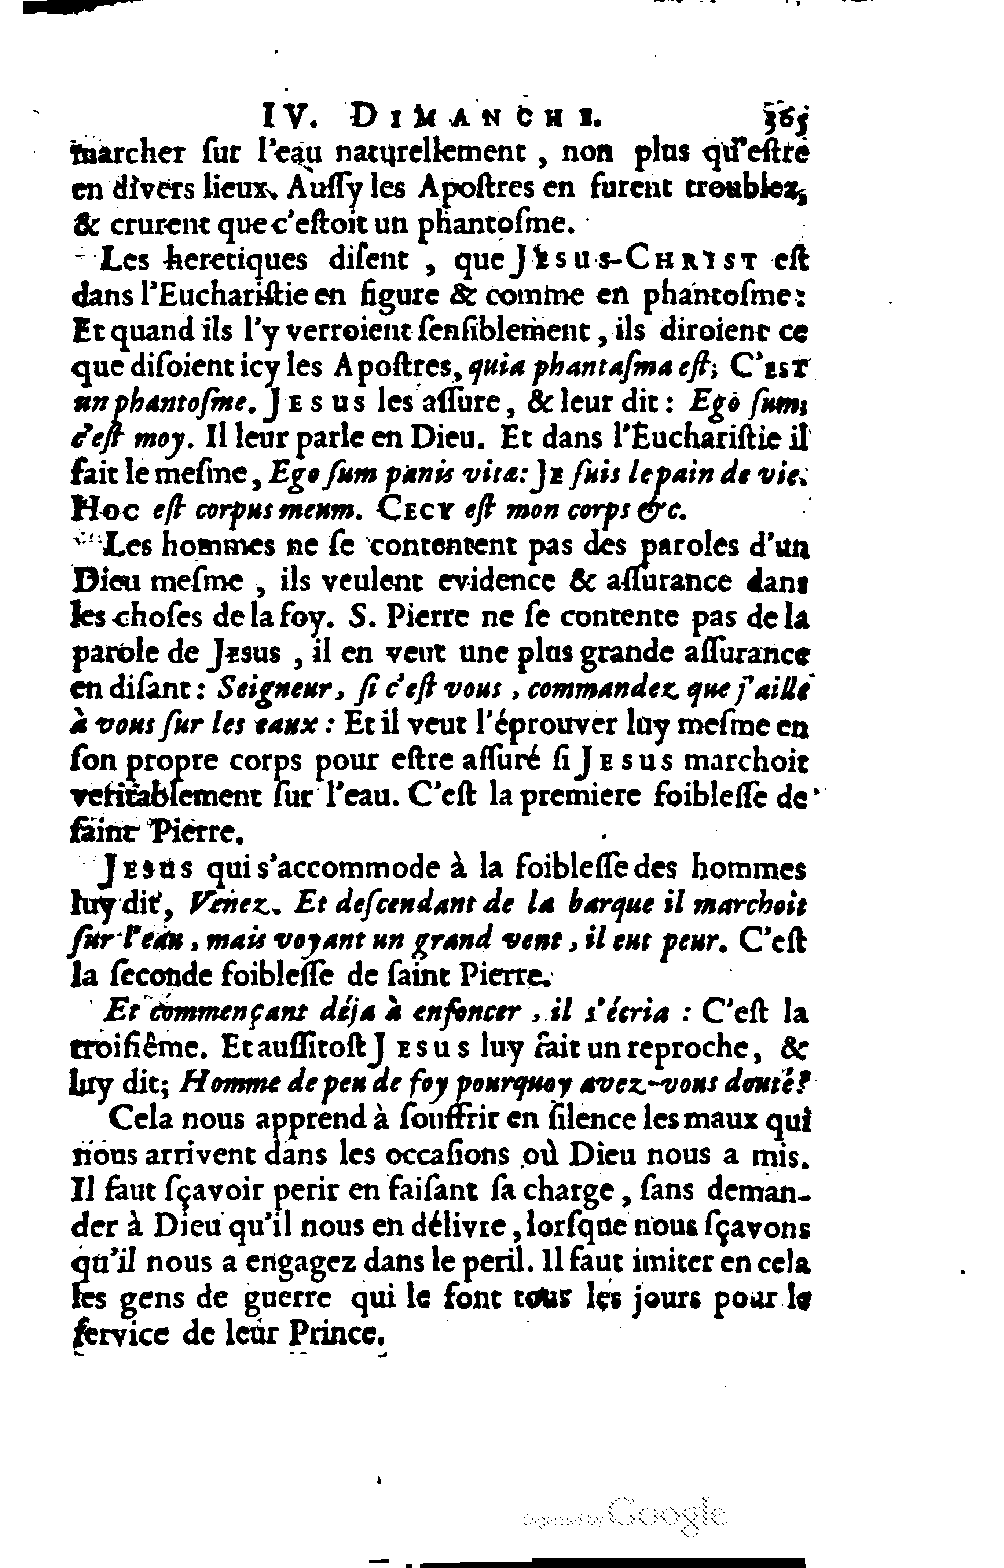 IV. DIMANCHE. 365
marcher ſur l'eau naturellement, non plus qu'eſtre
en divers lieux. Auſſy les Apoſtres en furent troublez,
& crurent que c'eſtoit un phantoſme.
Les heretiques diſent, que JESUS-CHRIST eſt
dans l'Euchariſtie en figure & comme en phantoſme:
Et quand ils l'y verroient ſenſiblement, ils diroient ce
que diſoient icy les Apoſtres, quia phantaſma eſt; C'EST
un phantoſme. JESUS les aſſure, & leur dit: Ego ſum;
c'eſt moy. Il leur parle en Dieu. Et dans l'Euchariſtie il
fait le meſme, Ego ſum panis vitæ: JE ſuis le pain de vie.
HOC eſt corpus meum. CECY eſt mon corps &c.
Les hommes ne ſe contentent pas des paroles d'un
Dieu meſme, ils veulent evidence & aſſurance dans
les choſes de la foy. S. Pierre ne ſe contente pas de la
parole de JESUS, il en veut une plus grande aſſurance
en diſant: Seigneur, ſi c'eſt vous, commandez que j'aille
à vous ſur les eaux: Et il veut l'éprouver luy meſme en
ſon propre corps pour eſtre aſſuré ſi JESUS marchoit
veritablement ſur l'eau. C'eſt la premiere foibleſſe de
ſaint Pierre.
JESUS qui s'accommode à la foibleſſe des hommes
luy dit, Venez. Et deſcendant de la barque il marchoit
ſur l'eau, mais voyant un grand vent, il eut peur. C'eſt
la ſeconde foibleſſe de ſaint Pierre.
Et commençant déja à enfoncer, il s'écria: C'eſt la
troiſiême. Et auſſitoſt JESUS luy fait un reproche, &
luy dit; Homme de peu de foy pourquoy avez-vous douté?
Cela nous apprend à ſouffrir en ſilence les maux qui
nous arrivent dans les occaſions où Dieu nous a mis.
Il faut ſçavoir perir en faiſant ſa charge, ſans deman-
der à Dieu qu'il nous en délivre, lorſque nous ſçavons
qu'il nous a engagez dans le peril. Il faut imiter en cela
les gens de guerre qui le font tous les jours pour le
ſervice de leur Prince.
Digitized by Google